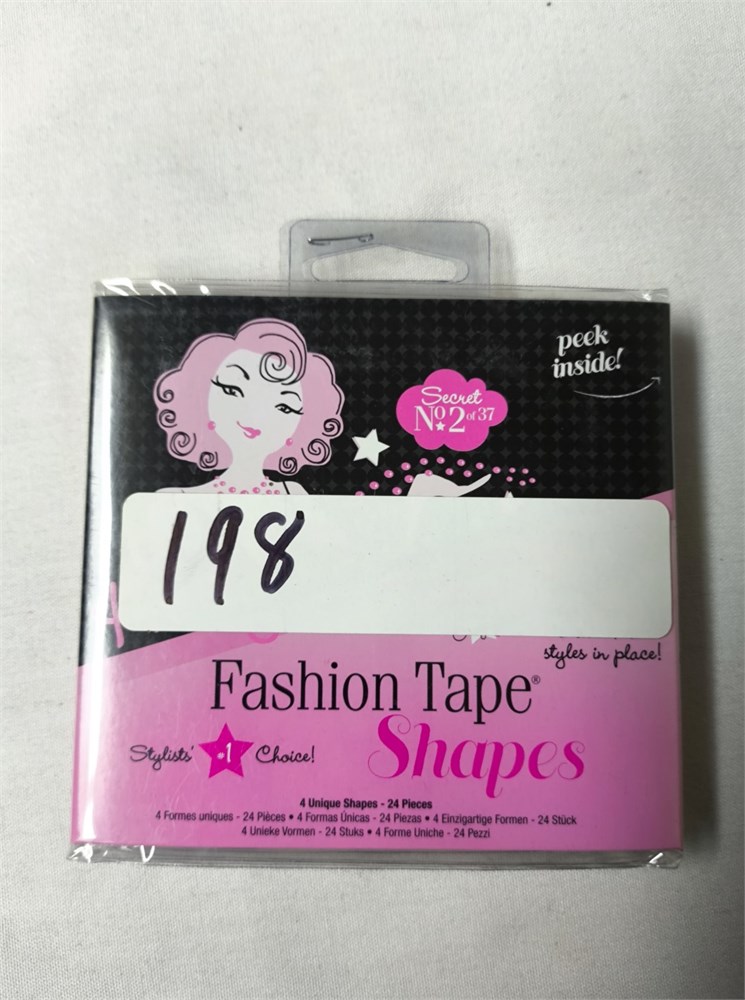 peek
inside!
Secret
No. 2 of 37
198
styles in place!
Fashion Tape®
Shapes
Stylists' #1 Choice!
4 Unique Shapes - 24 Pieces
4 Formes uniques - 24 Pièces • 4 Formas Únicas - 24 Piezas • 4 Einzigartige Formen - 24 Stück
4 Unieke Vormen - 24 Stuks • 4 Forme Uniche - 24 Pezzi